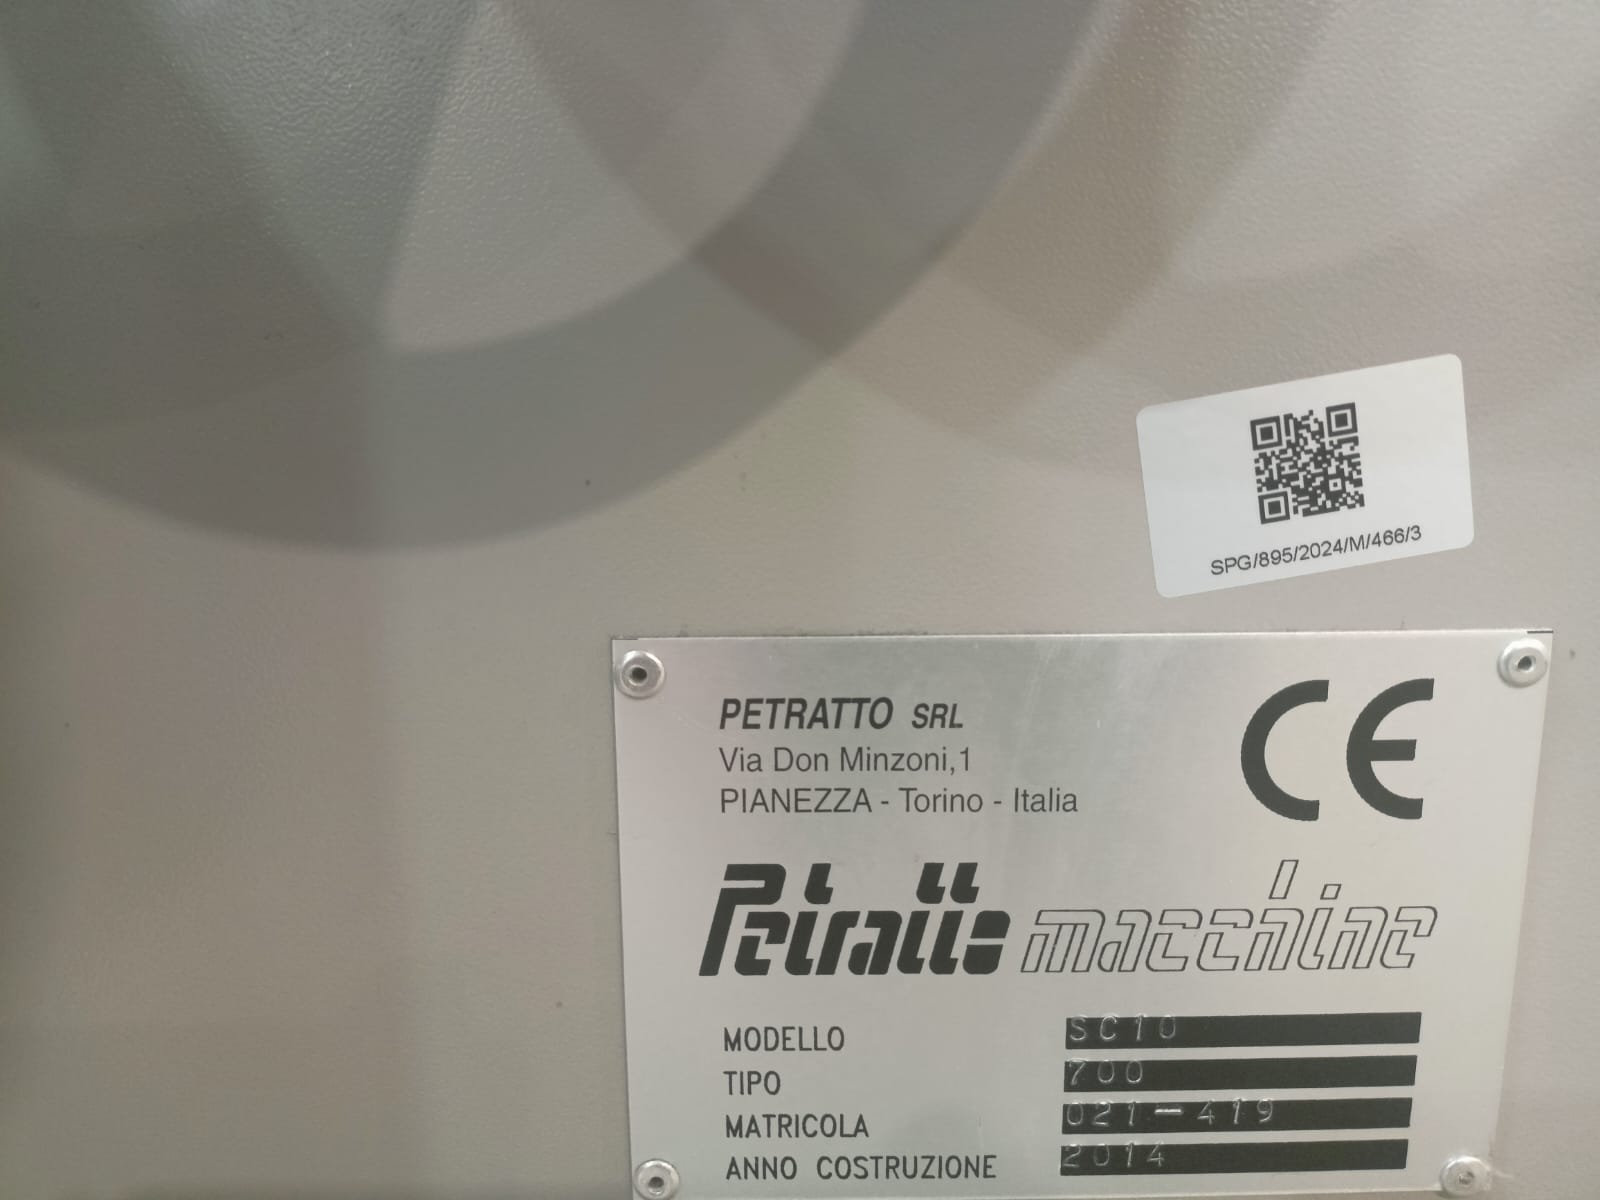 SPG/895/2024/M/466/3
PETRATTO SRL
Via Don Minzoni,1
PIANEZZA - Torino - Italia
CE
Petratto macchine
MODELLO SC10
TIPO 700
MATRICOLA 021-419
ANNO COSTRUZIONE 2014